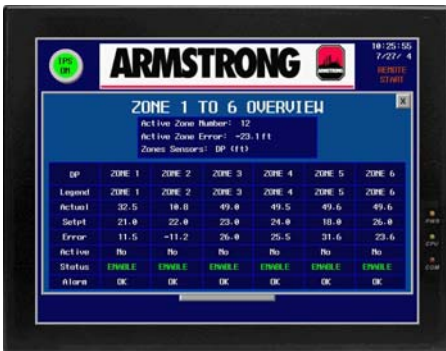 IPS
ON
ARMSTRONG
ARMSTRONG
10:25:55
7/27/ 4
REMOTE
START
ZONE 1 TO 6 OVERVIEW
X
Active Zone Number: 12
Active Zone Error: -23.1 ft
Zones Sensors: DP (ft)
DP ZONE 1 ZONE 2 ZONE 3 ZONE 4 ZONE 5 ZONE 6
Legend ZONE 1 ZONE 2 ZONE 3 ZONE 4 ZONE 5 ZONE 6
Actual 32.5 10.8 49.0 49.5 49.6 49.6
Setpt 21.0 22.0 23.0 24.0 18.0 26.0
Error 11.5 -11.2 26.0 25.5 31.6 23.6
Active No No No No No No
Status ENABLE ENABLE ENABLE ENABLE ENABLE ENABLE
Alarm OK OK OK OK OK OK
PWR
CPU
COM